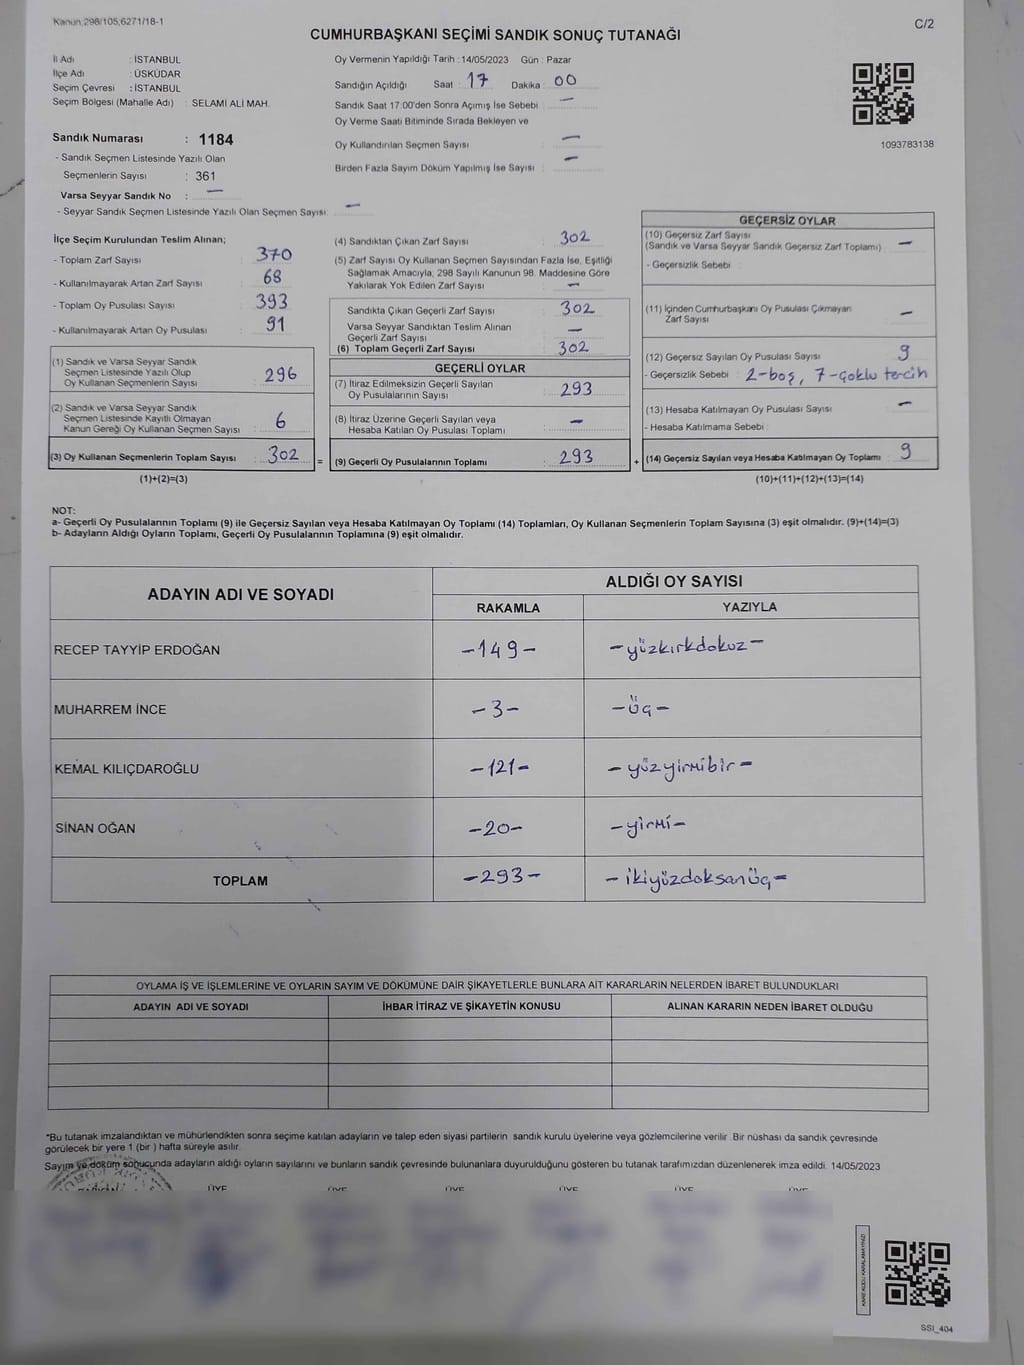 Kanun:298/105,6271/18-1
C/2
CUMHURBAŞKANI SEÇİMİ SANDIK SONUÇ TUTANAĞI
İl Adı : İSTANBUL
İlçe Adı : ÜSKÜDAR
Seçim Çevresi : İSTANBUL
Seçim Bölgesi (Mahalle Adı) : SELAMİ ALİ MAH.
Oy Vermenin Yapıldığı Tarih : 14/05/2023 Gün : Pazar
Sandığın Açıldığı Saat : 17 Dakika : 00
Sandık Saat 17:00'den Sonra Açımış İse Sebebi : —
Oy Verme Saati Bitiminde Sırada Bekleyen ve
Oy Kullandırılan Seçmen Sayısı : —
Birden Fazla Sayım Döküm Yapılmış İse Sayısı : —
1093783138
Sandık Numarası : 1184
- Sandık Seçmen Listesinde Yazılı Olan
Seçmenlerin Sayısı : 361
Varsa Seyyar Sandık No : —
- Seyyar Sandık Seçmen Listesinde Yazılı Olan Seçmen Sayısı: —
İlçe Seçim Kurulundan Teslim Alınan;
- Toplam Zarf Sayısı : 370
- Kullanılmayarak Artan Zarf Sayısı : 68
- Toplam Oy Pusulası Sayısı : 393
- Kullanılmayarak Artan Oy Pusulası : 91
(1) Sandık ve Varsa Seyyar Sandık
Seçmen Listesinde Yazılı Olup
Oy Kullanan Seçmenlerin Sayısı : 296
(2) Sandık ve Varsa Seyyar Sandık
Seçmen Listesinde Kayıtlı Olmayan
Kanun Gereği Oy Kullanan Seçmen Sayısı : 6
(3) Oy Kullanan Seçmenlerin Toplam Sayısı : 302
(1)+(2)=(3)
(4) Sandıktan Çıkan Zarf Sayısı : 302
(5) Zarf Sayısı Oy Kullanan Seçmen Sayısından Fazla İse, Eşitliği
Sağlamak Amacıyla, 298 Sayılı Kanunun 98. Maddesine Göre
Yakılarak Yok Edilen Zarf Sayısı : —
Sandıkta Çıkan Geçerli Zarf Sayısı : 302
Varsa Seyyar Sandıktan Teslim Alınan
Geçerli Zarf Sayısı : —
(6) Toplam Geçerli Zarf Sayısı : 302
GEÇERLİ OYLAR
(7) İtiraz Edilmeksizin Geçerli Sayılan
Oy Pusulalarının Sayısı : 293
(8) İtiraz Üzerine Geçerli Sayılan veya
Hesaba Katılan Oy Pusulası Toplamı : —
= (9) Geçerli Oy Pusulalarının Toplamı : 293
GEÇERSİZ OYLAR
(10) Geçersiz Zarf Sayısı
(Sandık ve Varsa Seyyar Sandık Geçersiz Zarf Toplamı) : —
- Geçersizlik Sebebi :
(11) İçinden Cumhurbaşkanı Oy Pusulası Çıkmayan
Zarf Sayısı : —
(12) Geçersiz Sayılan Oy Pusulası Sayısı : 9
- Geçersizlik Sebebi : 2-boş, 7-çoklu tercih
(13) Hesaba Katılmayan Oy Pusulası Sayısı : —
- Hesaba Katılmama Sebebi :
+ (14) Geçersiz Sayılan veya Hesaba Katılmayan Oy Toplamı : 9
(10)+(11)+(12)+(13)=(14)
NOT:
a- Geçerli Oy Pusulalarının Toplamı (9) ile Geçersiz Sayılan veya Hesaba Katılmayan Oy Toplamı (14) Toplamları, Oy Kullanan Seçmenlerin Toplam Sayısına (3) eşit olmalıdır. (9)+(14)=(3)
b- Adayların Aldığı Oyların Toplamı, Geçerli Oy Pusulalarının Toplamına (9) eşit olmalıdır.
ADAYIN ADI VE SOYADI
ALDIĞI OY SAYISI
RAKAMLA YAZIYLA
RECEP TAYYİP ERDOĞAN -149- -yüzkırkdokuz-
MUHARREM İNCE -3- -üç-
KEMAL KILIÇDAROĞLU -121- -yüzyirmibir-
SİNAN OĞAN -20- -yirmi-
TOPLAM -293- -ikiyüzdoksanüç-
OYLAMA İŞ VE İŞLEMLERİNE VE OYLARIN SAYIM VE DÖKÜMÜNE DAİR ŞİKAYETLERLE BUNLARA AİT KARARLARIN NELERDEN İBARET BULUNDUKLARI
ADAYIN ADI VE SOYADI İHBAR İTİRAZ VE ŞİKAYETİN KONUSU ALINAN KARARIN NEDEN İBARET OLDUĞU
*Bu tutanak imzalandıktan ve mühürlendikten sonra seçime katılan adayların ve talep eden siyasi partilerin sandık kurulu üyelerine veya gözlemcilerine verilir. Bir nüshası da sandık çevresinde
görülecek bir yere 1 (bir ) hafta süreyle asılır.
Sayım ve döküm sonucunda adayların aldığı oyların sayılarını ve bunların sandık çevresinde bulunanlara duyurulduğunu gösteren bu tutanak tarafımızdan düzenlenerek imza edildi. 14/05/2023
ÜYE ÜYE ÜYE ÜYE ÜYE ÜYE
KARE KODU KARALAMAYINIZ!
SSI_404